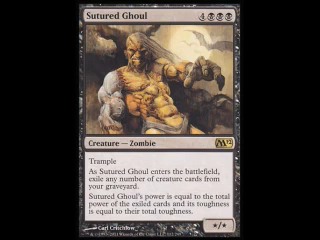 Sutured Ghoul 4
Creature — Zombie M12
Trample
As Sutured Ghoul enters the battlefield,
exile any number of creature cards from
your graveyard.
Sutured Ghoul's power is equal to the total
power of the exiled cards and its toughness
is equal to their total toughness.
Carl Critchlow */*